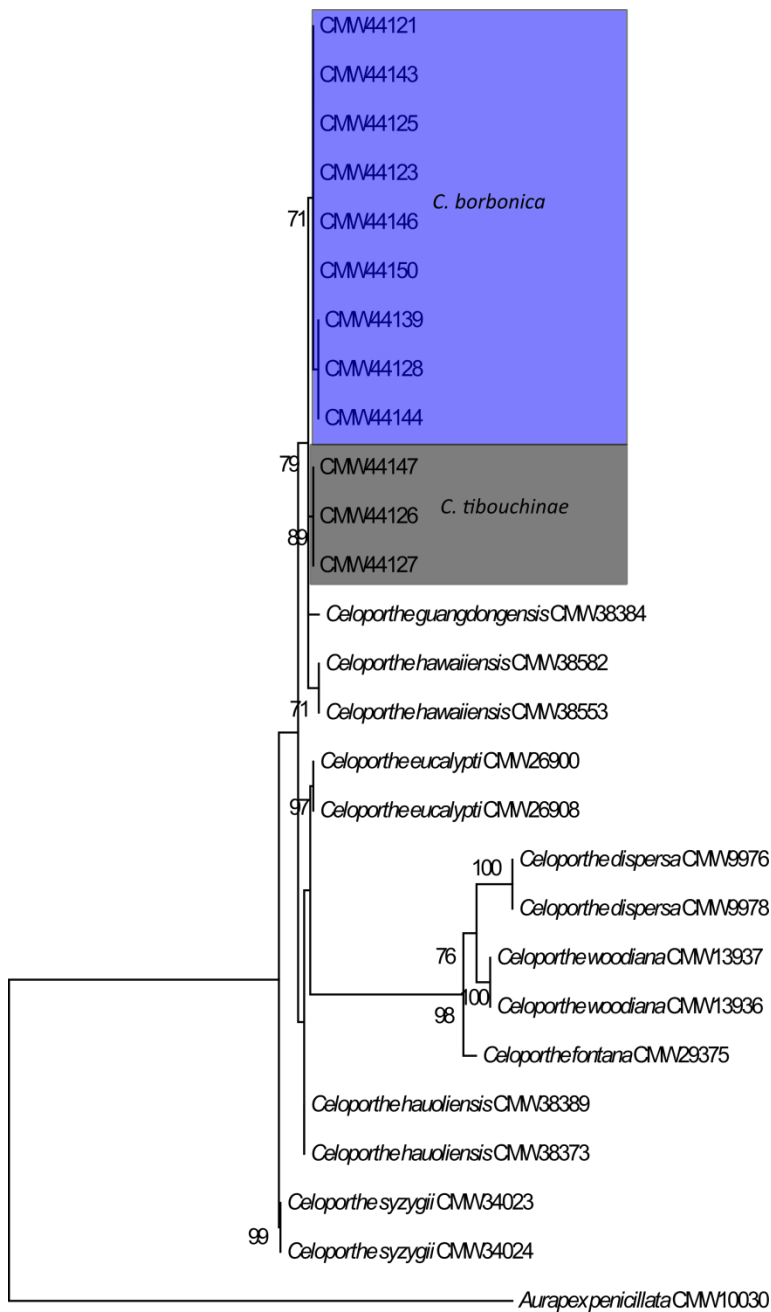 CMW44121
CMW44143
CMW44125
CMW44123
C. borbonica
71
CMW44146
CMW44150
CMW44139
CMW44128
CMW44144
79
CMW44147
C. tibouchinae
CMW44126
89
CMW44127
Celoporthe guangdongensis CMW38384
Celoporthe hawaiiensis CMW38582
71
Celoporthe hawaiiensis CMW38553
Celoporthe eucalypti CMW26900
97
Celoporthe eucalypti CMW26908
100
Celoporthe dispersa CMW9976
Celoporthe dispersa CMW9978
76
Celoporthe woodiana CMW13937
100
Celoporthe woodiana CMW13936
98
Celoporthe fontana CMW29375
Celoporthe hauoliensis CMW38389
Celoporthe hauoliensis CMW38373
Celoporthe syzygii CMW34023
99
Celoporthe syzygii CMW34024
Aurapex penicillata CMW10030